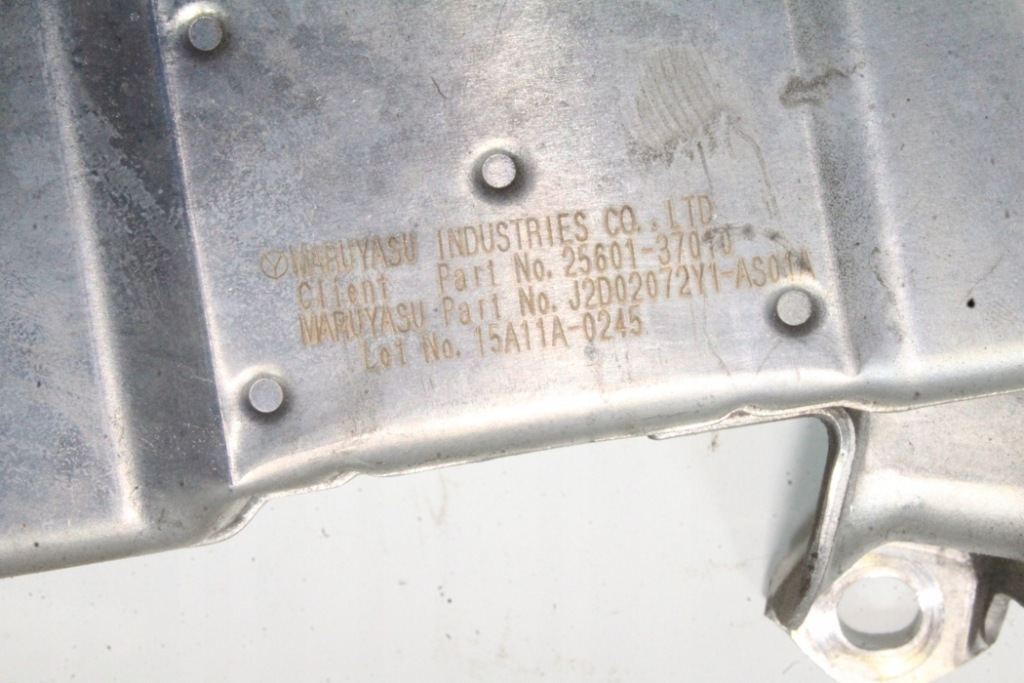 MARUYASU INDUSTRIES CO., LTD.
Client Part No. 25601-37010
MARUYASU Part No. J2D02072Y1-AS01A
Lot No. 15A11A-0245